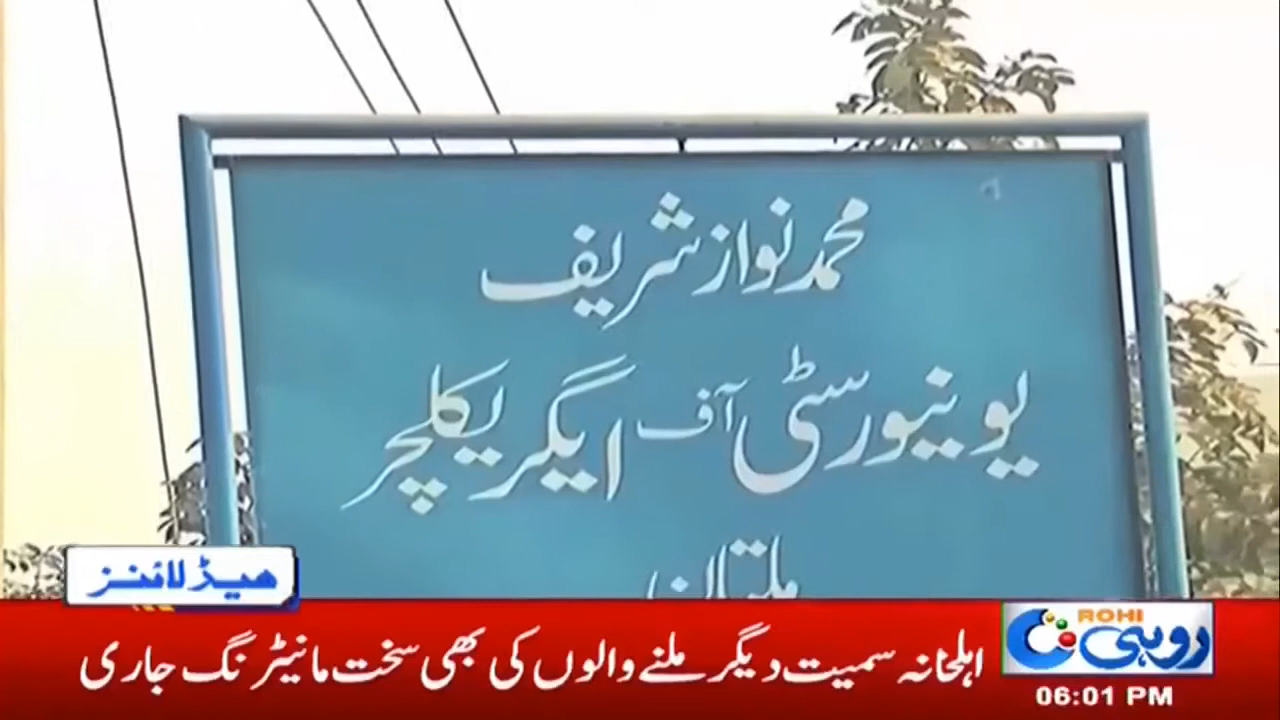 محمد نواز شریف
یونیورسٹی آف ایگریکلچر
ملتان
ہیڈ لائنز
اہلخانہ سمیت دیگر ملنے والوں کی بھی سخت مانیٹرنگ جاری
ROHI
روہی
06:01 PM